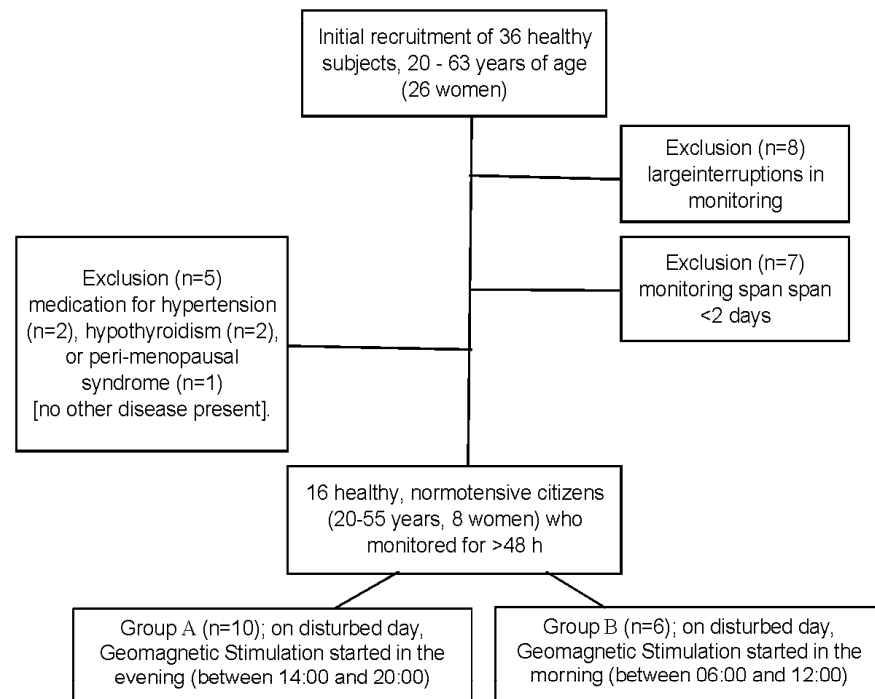 Initial recruitment of 36 healthy
subjects, 20 - 63 years of age
(26 women)
Exclusion (n=8)
largeinterruptions in
monitoring
Exclusion (n=7)
monitoring span span
<2 days
Exclusion (n=5)
medication for hypertension
(n=2), hypothyroidism (n=2),
or peri-menopausal
syndrome (n=1)
[no other disease present].
16 healthy, normotensive citizens
(20-55 years, 8 women) who
monitored for >48 h
Group A (n=10); on disturbed day,
Geomagnetic Stimulation started in the
evening (between 14:00 and 20:00)
Group B (n=6); on disturbed day,
Geomagnetic Stimulation started in the
morning (between 06:00 and 12:00)